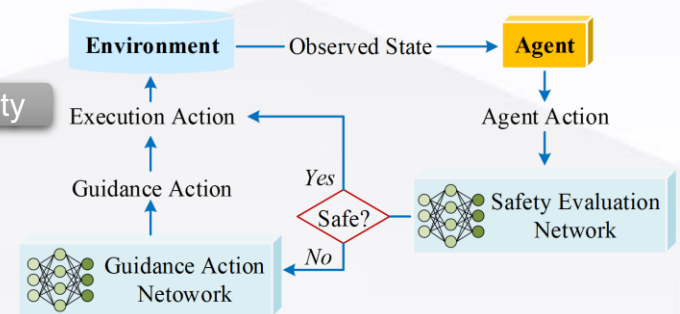 Environment
Observed State
Agent
ty
Execution Action
Agent Action
Guidance Action
Yes
Safe?
Safety Evaluation
Network
No
Guidance Action
Netowork